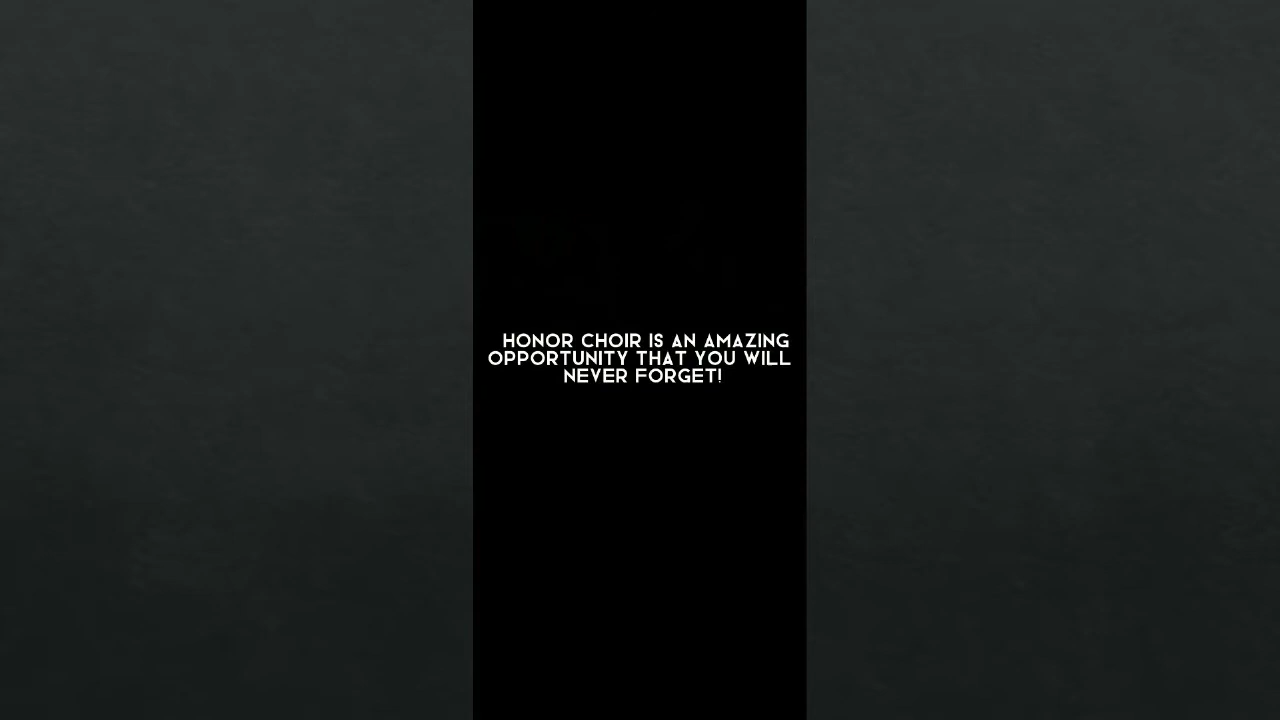 HONOR CHOIR IS AN AMAZING
OPPORTUNITY THAT YOU WILL
NEVER FORGET!